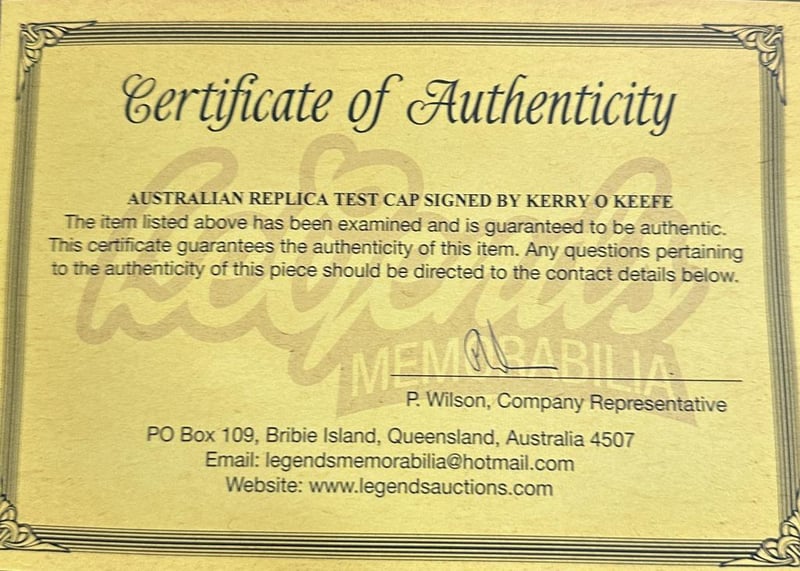 Certificate of Authenticity
AUSTRALIAN REPLICA TEST CAP SIGNED BY KERRY O KEEFE
The item listed above has been examined and is guaranteed to be authentic.
This certificate guarantees the authenticity of this item. Any questions pertaining
to the authenticity of this piece should be directed to the contact details below.
Legends
MEMORABILIA
P. Wilson, Company Representative
PO Box 109, Bribie Island, Queensland, Australia 4507
Email: legendsmemorabilia@hotmail.com
Website: www.legendsauctions.com